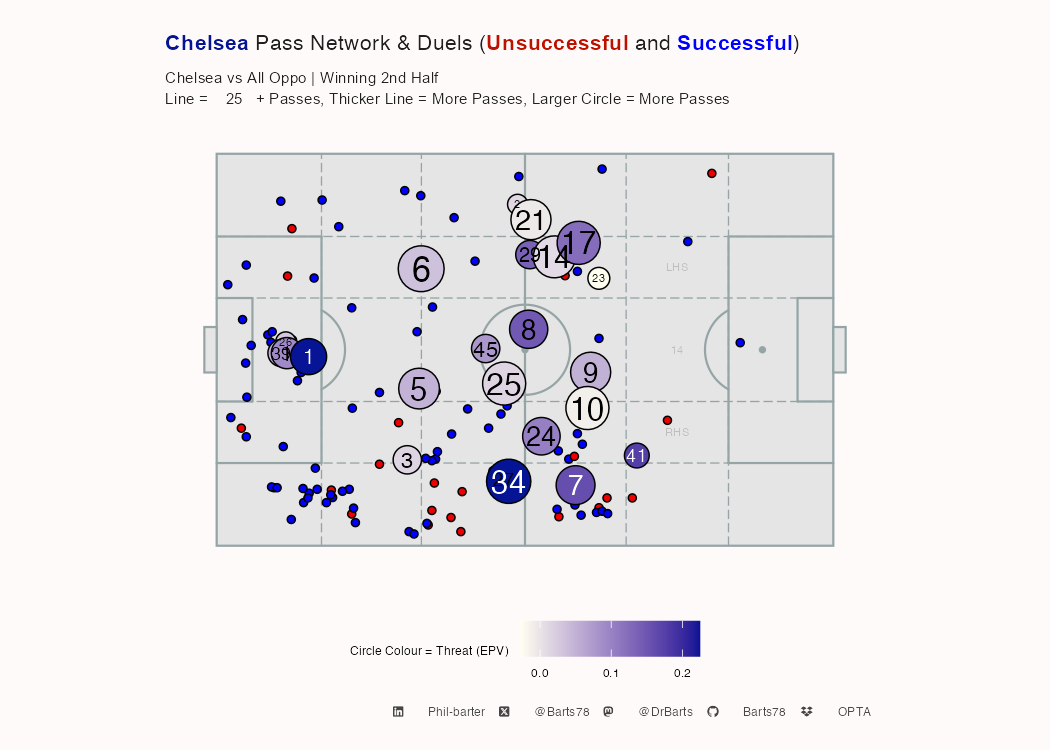 Chelsea Pass Network & Duels (Unsuccessful and Successful)
Chelsea vs All Oppo | Winning 2nd Half
Line = 25 + Passes, Thicker Line = More Passes, Larger Circle = More Passes
2
21
17
29
14
6
23
LHS
8
26
39
1
45
14
9
5
25
10
24
RHS
3
41
34
7
Circle Colour = Threat (EPV)
0.0 0.1 0.2
Phil-barter @Barts78 @DrBarts Barts78 OPTA